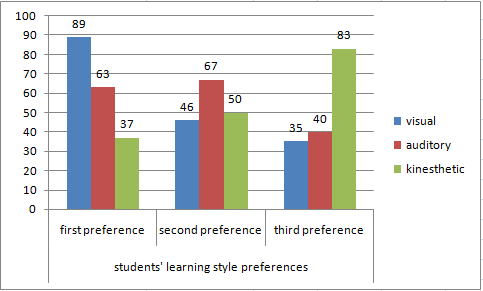 100
90
80
70
60
50
40
30
20
10
0
89
63
37
46
67
50
35
40
83
first preference
second preference
third preference
students' learning style preferences
visual
auditory
kinesthetic